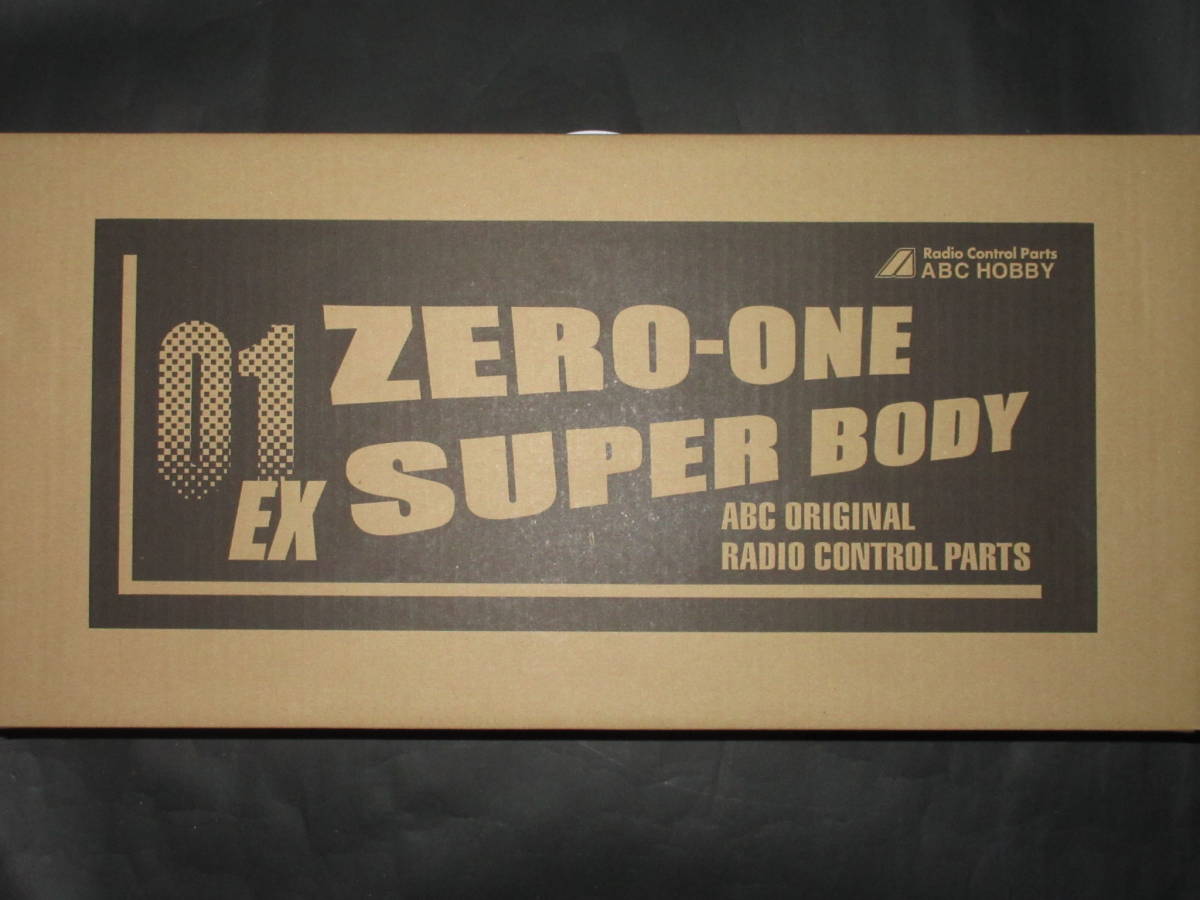 Radio Control Parts
ABC HOBBY
01
EX
ZERO-ONE
SUPER BODY
ABC ORIGINAL
RADIO CONTROL PARTS